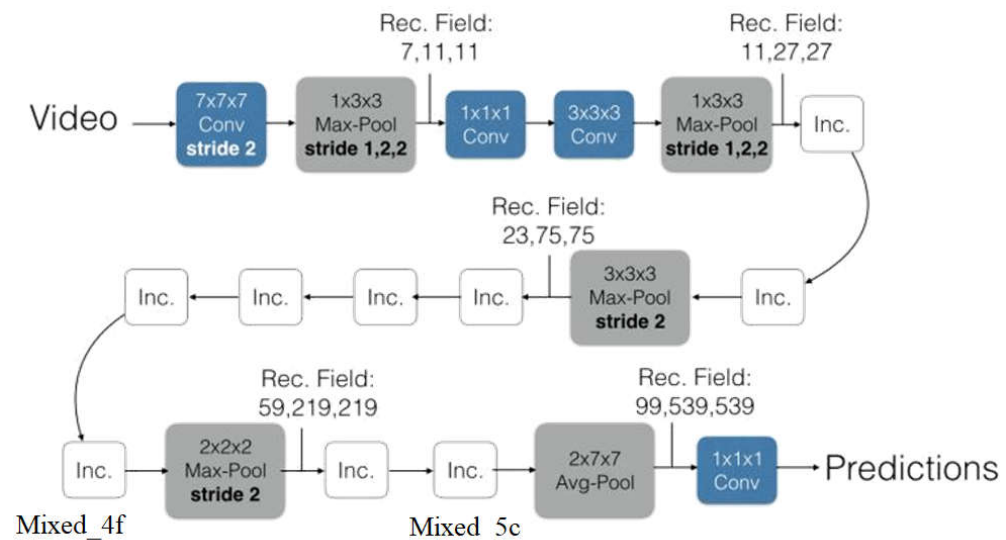 Rec. Field:
7,11,11
Rec. Field:
11,27,27
Video
7x7x7
Conv
stride 2
1x3x3
Max-Pool
stride 1,2,2
1x1x1
Conv
3x3x3
Conv
1x3x3
Max-Pool
stride 1,2,2
Inc.
Rec. Field:
23,75,75
Inc.
Inc.
Inc.
Inc.
3x3x3
Max-Pool
stride 2
Inc.
Rec. Field:
59,219,219
Rec. Field:
99,539,539
Inc.
2x2x2
Max-Pool
stride 2
Inc.
Inc.
2x7x7
Avg-Pool
1x1x1
Conv
Predictions
Mixed_4f
Mixed_5c